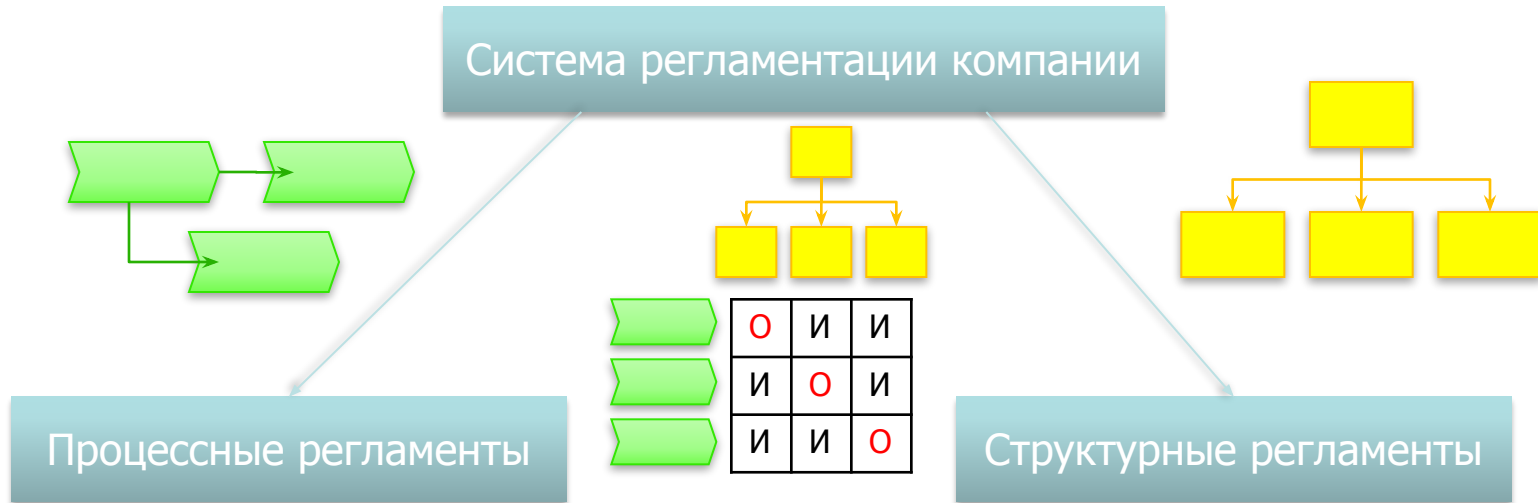 Система регламентации компании
О И И
И О И
И И О
Процессные регламенты
Структурные регламенты